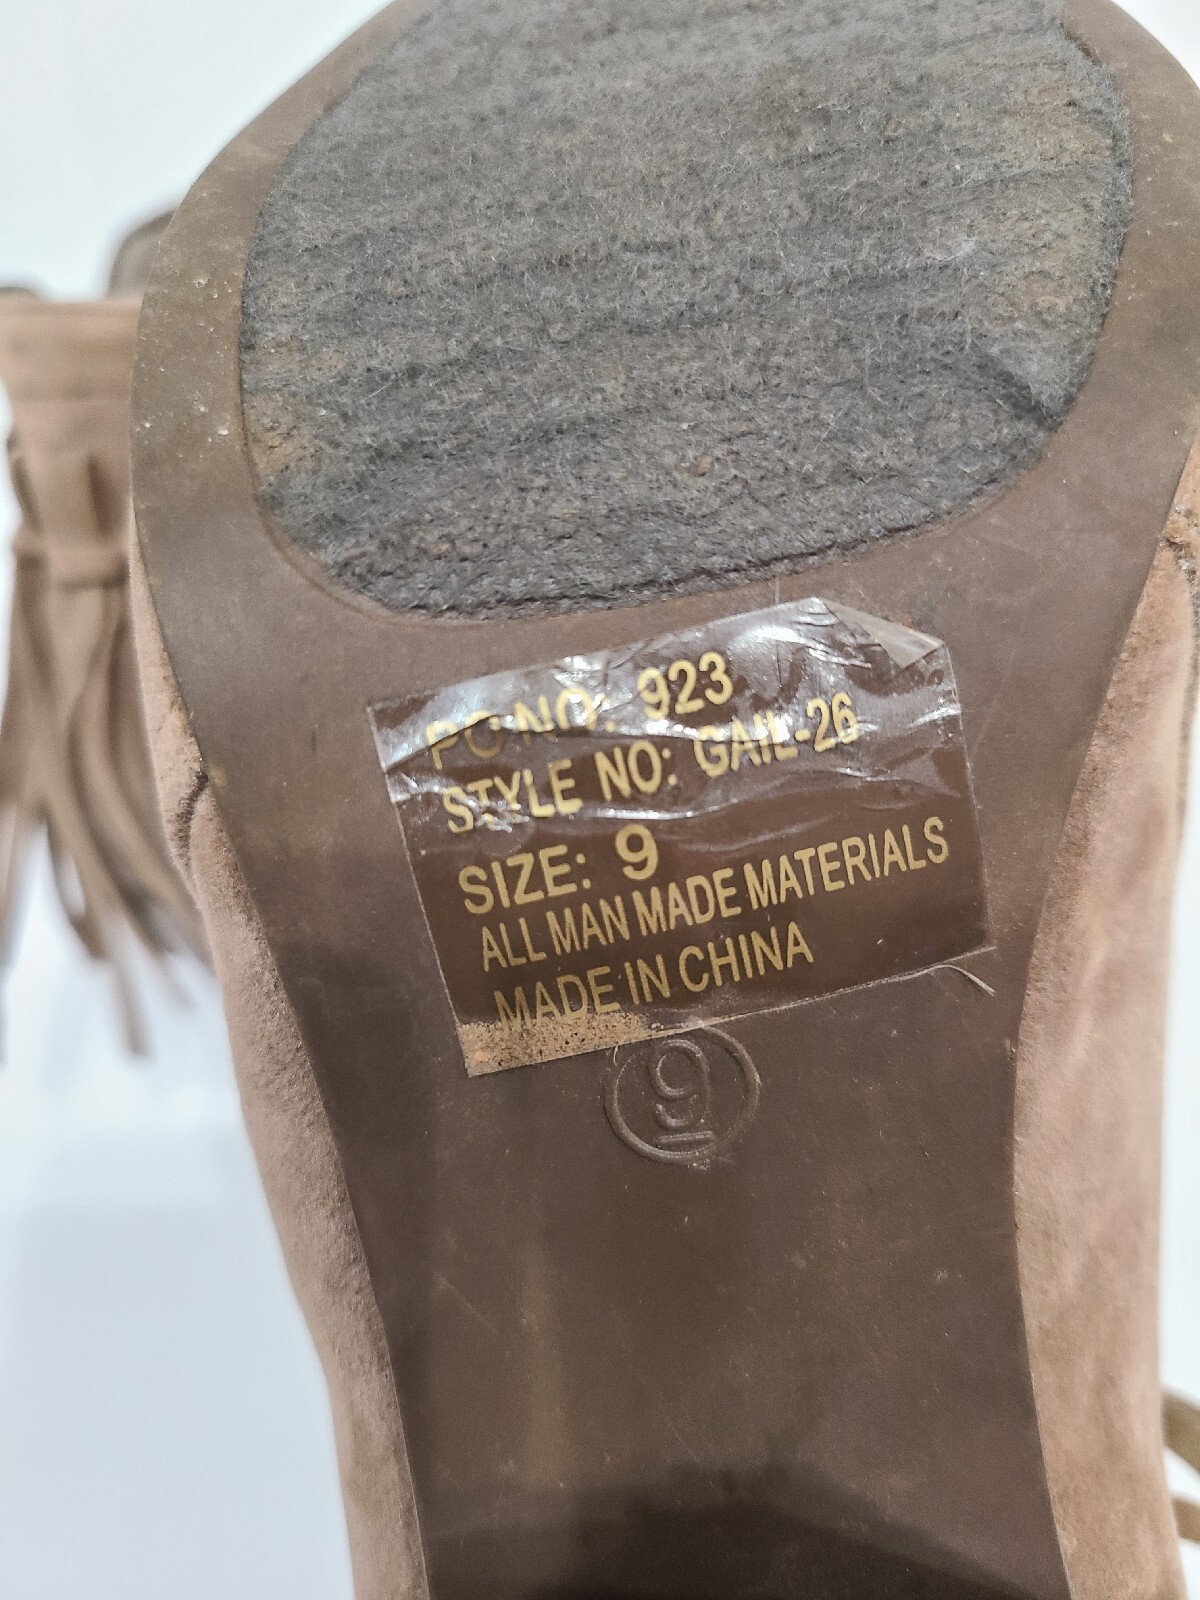 PO NO: 923
STYLE NO: GAIL-26
SIZE: 9
ALL MAN MADE MATERIALS
MADE IN CHINA
9